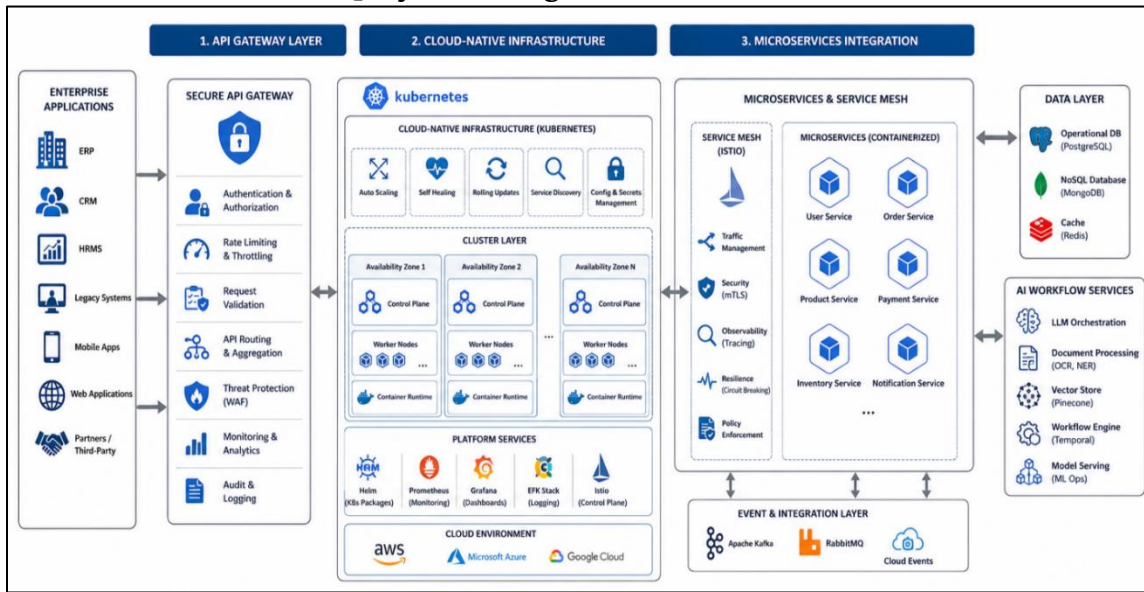 1. API GATEWAY LAYER
2. CLOUD-NATIVE INFRASTRUCTURE
3. MICROSERVICES INTEGRATION
ENTERPRISE
APPLICATIONS
ERP
CRM
HRMS
Legacy Systems
Mobile Apps
Web Applications
Partners /
Third-Party
SECURE API GATEWAY
Authentication &
Authorization
Rate Limiting
& Throttling
Request
Validation
API Routing
& Aggregation
Threat Protection
(WAF)
Monitoring &
Analytics
Audit &
Logging
kubernetes
CLOUD-NATIVE INFRASTRUCTURE (KUBERNETES)
Auto Scaling
Self Healing
Rolling Updates
Service Discovery
Config & Secrets
Management
CLUSTER LAYER
Availability Zone 1
Control Plane
Worker Nodes
...
Container Runtime
Availability Zone 2
Control Plane
Worker Nodes
...
Container Runtime
...
...
Availability Zone N
Control Plane
Worker Nodes
...
Container Runtime
PLATFORM SERVICES
Helm
(K8s Packages)
Prometheus
(Monitoring)
Grafana
(Dashboards)
EFK Stack
(Logging)
Istio
(Control Plane)
CLOUD ENVIRONMENT
aws
Microsoft Azure
Google Cloud
MICROSERVICES & SERVICE MESH
SERVICE MESH
(ISTIO)
Traffic
Management
Security
(mTLS)
Observability
(Tracing)
Resilience
(Circuit Breaking)
Policy
Enforcement
MICROSERVICES (CONTAINERIZED)
User Service
Order Service
Product Service
Payment Service
Inventory Service
Notification Service
...
EVENT & INTEGRATION LAYER
Apache Kafka
RabbitMQ
Cloud Events
DATA LAYER
Operational DB
(PostgreSQL)
NoSQL Database
(MongoDB)
Cache
(Redis)
AI WORKFLOW SERVICES
LLM Orchestration
Document Processing
(OCR, NER)
Vector Store
(Pinecone)
Workflow Engine
(Temporal)
Model Serving
(ML Ops)